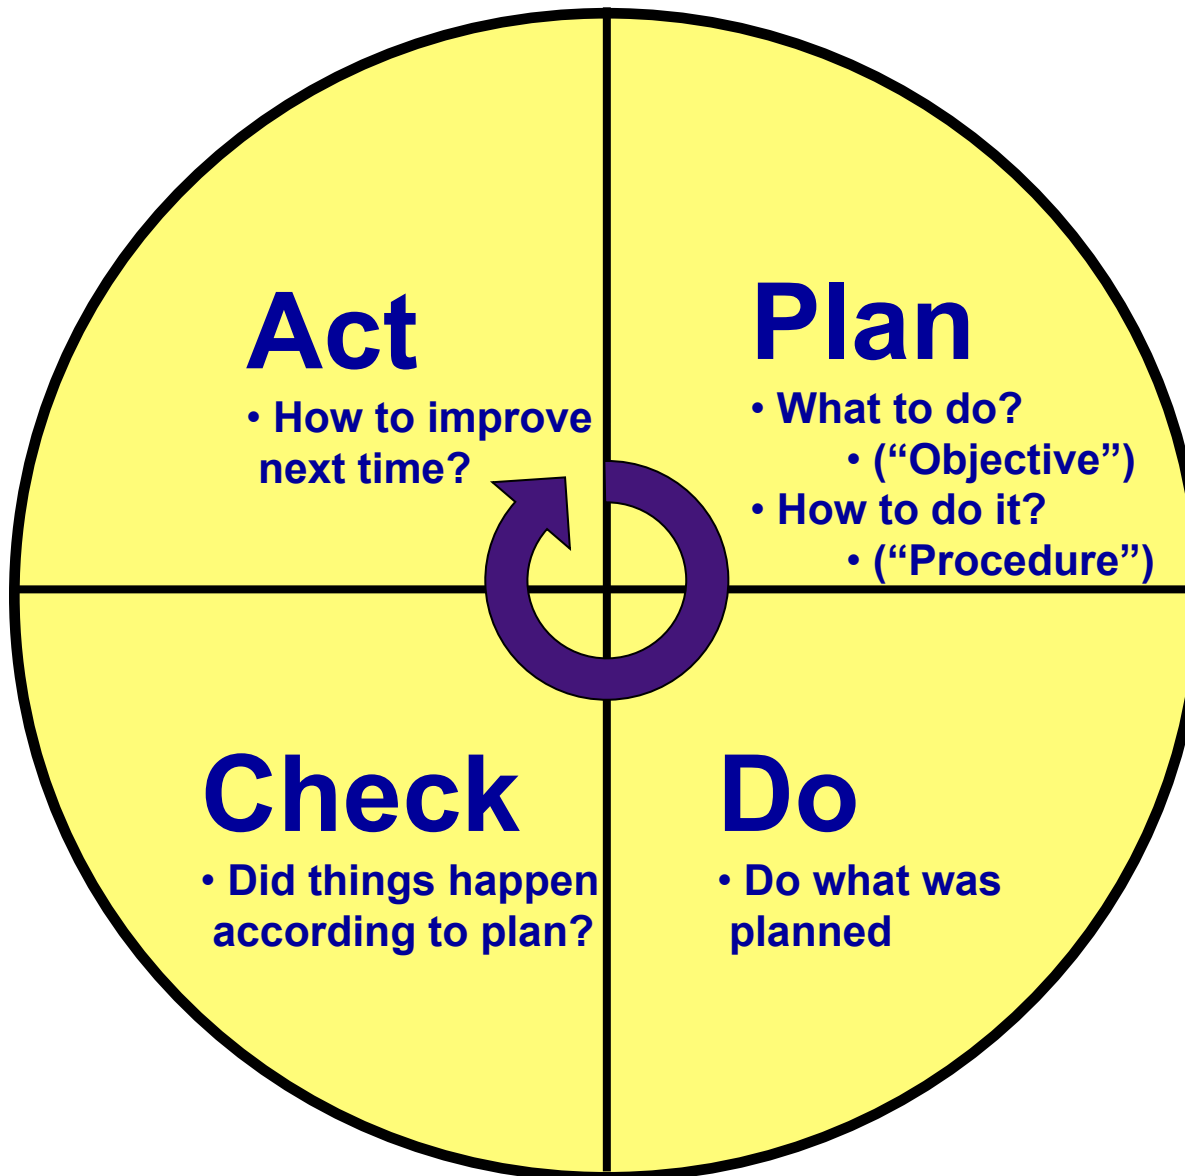 Act
• How to improve
next time?
Plan
• What to do?
• (“Objective”)
• How to do it?
• (“Procedure”)
Check
• Did things happen
according to plan?
Do
• Do what was
planned